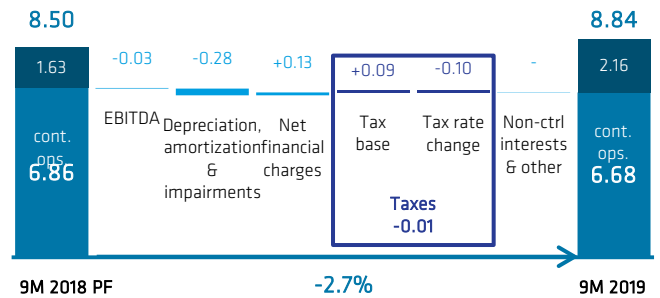 8.50
8.84
1.63
-0.03
-0.28
+0.13
+0.09
-0.10
-
2.16
cont.
ops.
6.86
EBITDA
Depreciation,
amortization
&
impairments
Net
financial
charges
Tax
base
Tax rate
change
Taxes
-0.01
Non-ctrl
interests
& other
cont.
ops.
6.68
9M 2018 PF
-2.7%
9M 2019